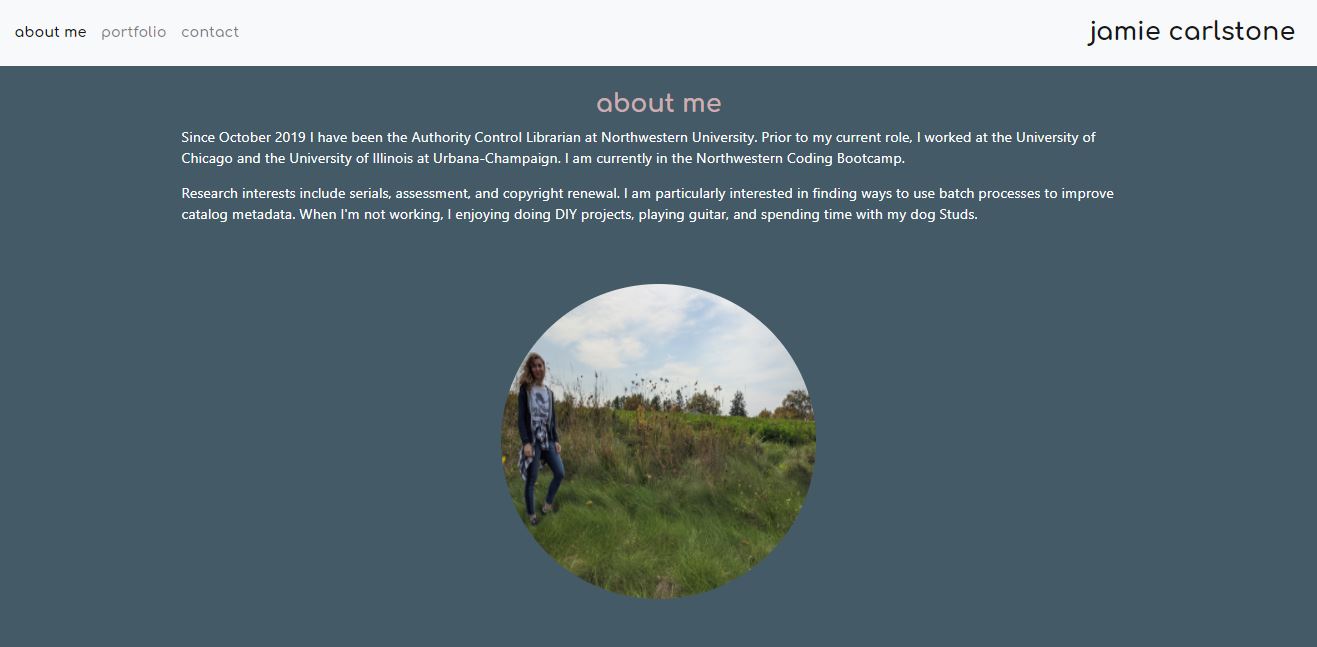 about me portfolio contact jamie carlstone
about me
Since October 2019 I have been the Authority Control Librarian at Northwestern University. Prior to my current role, I worked at the University of
Chicago and the University of Illinois at Urbana-Champaign. I am currently in the Northwestern Coding Bootcamp.
Research interests include serials, assessment, and copyright renewal. I am particularly interested in finding ways to use batch processes to improve
catalog metadata. When I'm not working, I enjoying doing DIY projects, playing guitar, and spending time with my dog Studs.